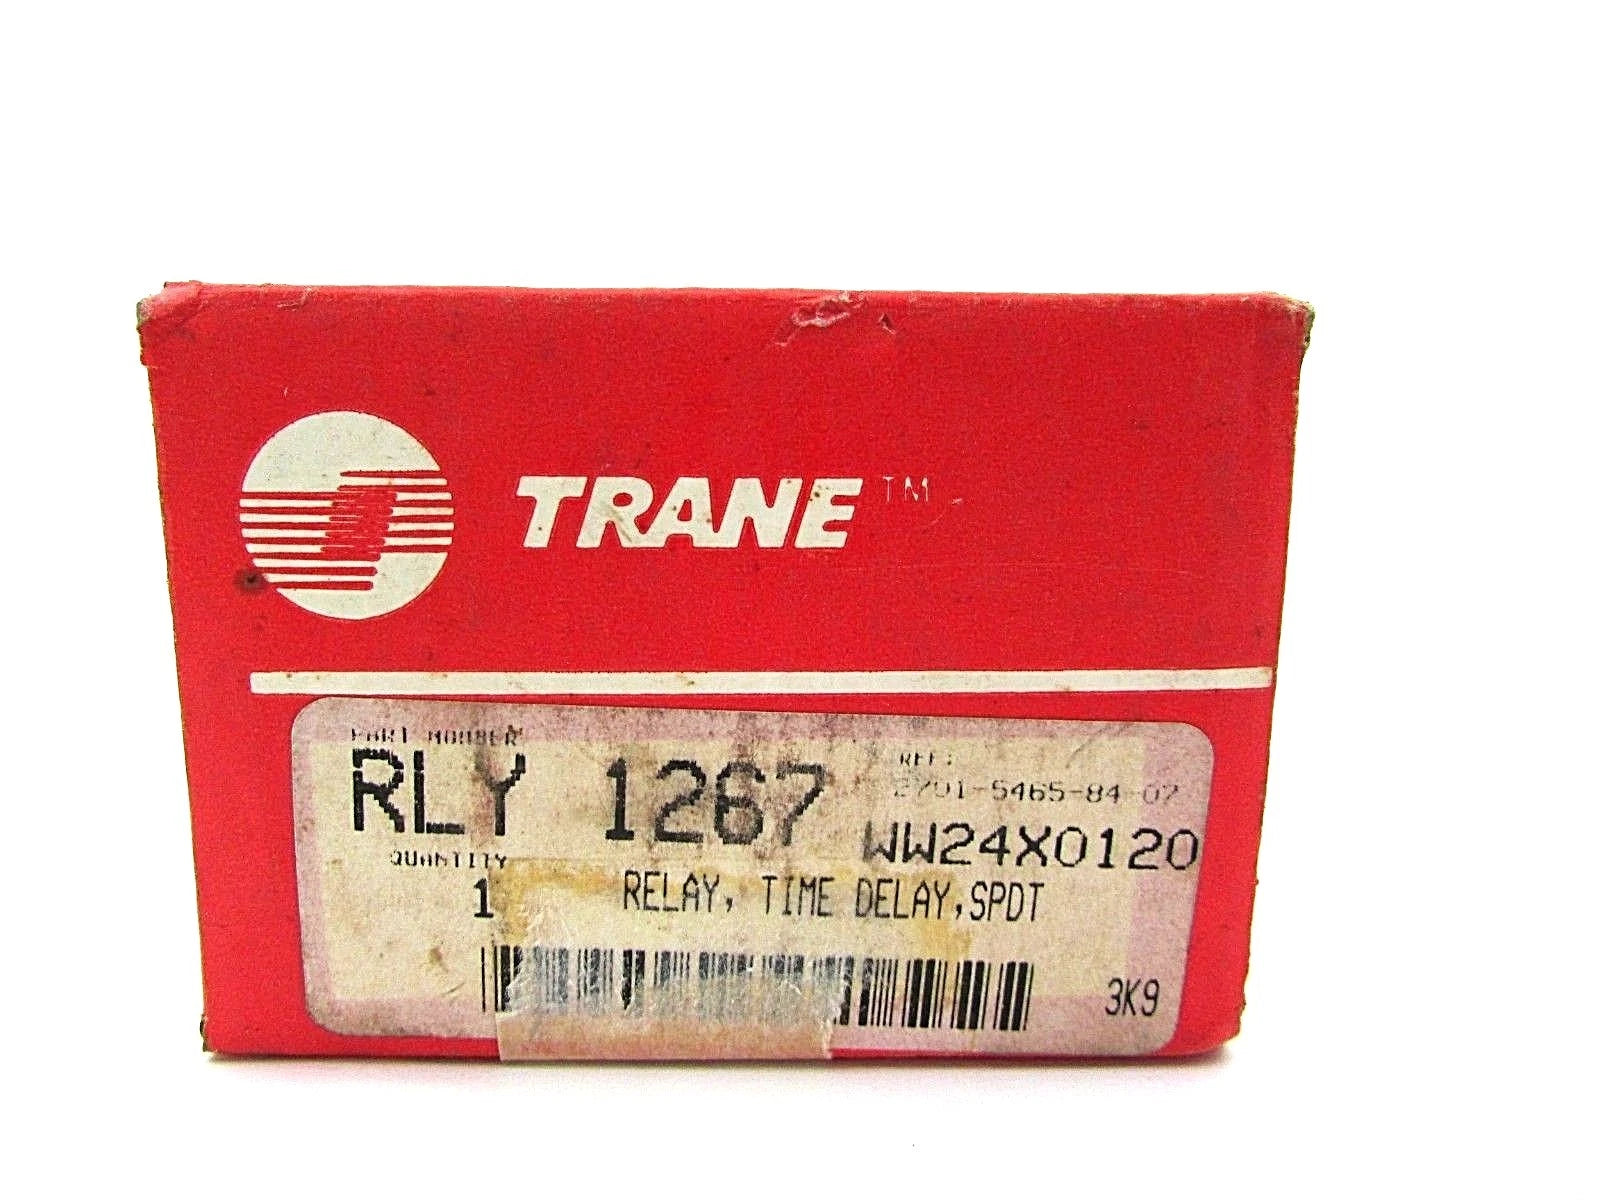 TRANE ™
PART NUMBER
RLY 1267
REF:
2701-5465-84-07
WW24X0120
QUANTITY
1
RELAY, TIME DELAY,SPDT
3K9